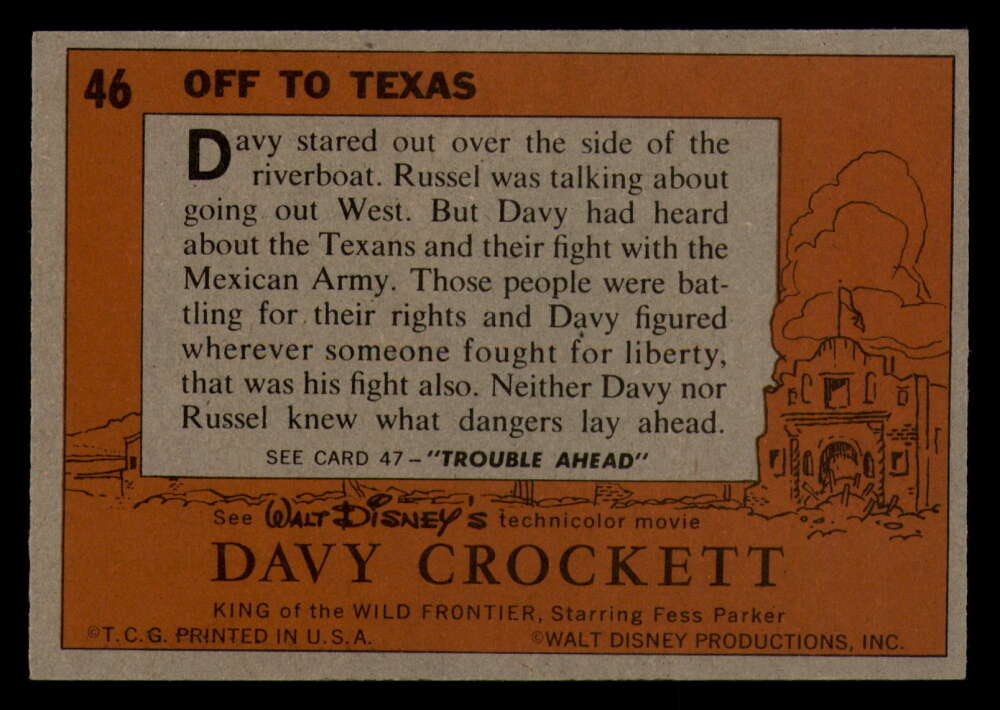 46 OFF TO TEXAS
Davy stared out over the side of the
riverboat. Russel was talking about
going out West. But Davy had heard
about the Texans and their fight with the
Mexican Army. Those people were bat-
tling for their rights and Davy figured
wherever someone fought for liberty,
that was his fight also. Neither Davy nor
Russel knew what dangers lay ahead.
SEE CARD 47 – "TROUBLE AHEAD"
See WALT DISNEY'S technicolor movie
DAVY CROCKETT
KING of the WILD FRONTIER, Starring Fess Parker
©T.C.G. PRINTED IN U.S.A. ©WALT DISNEY PRODUCTIONS, INC.